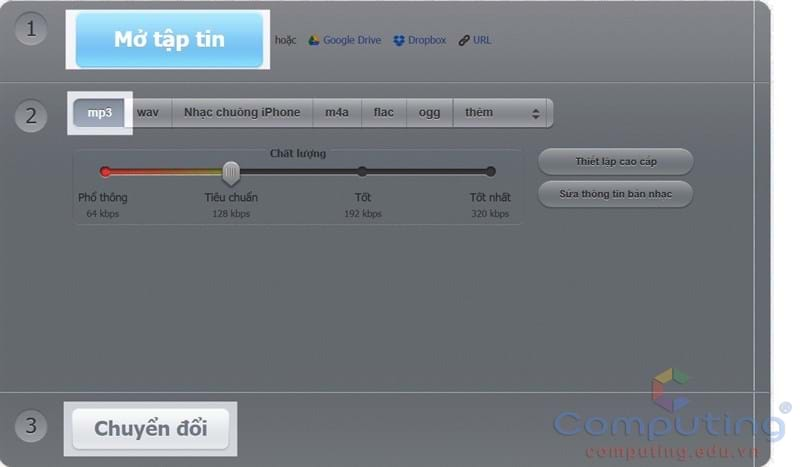 1
Mở tập tin hoặc Google Drive Dropbox URL
2
mp3 wav Nhạc chuông iPhone m4a flac ogg thêm
Chất lượng
Phổ thông Tiêu chuẩn Tốt Tốt nhất
64 kbps 128 kbps 192 kbps 320 kbps
Thiết lập cao cấp
Sửa thông tin bản nhạc
3
Chuyển đổi
Computing®
computing.edu.vn